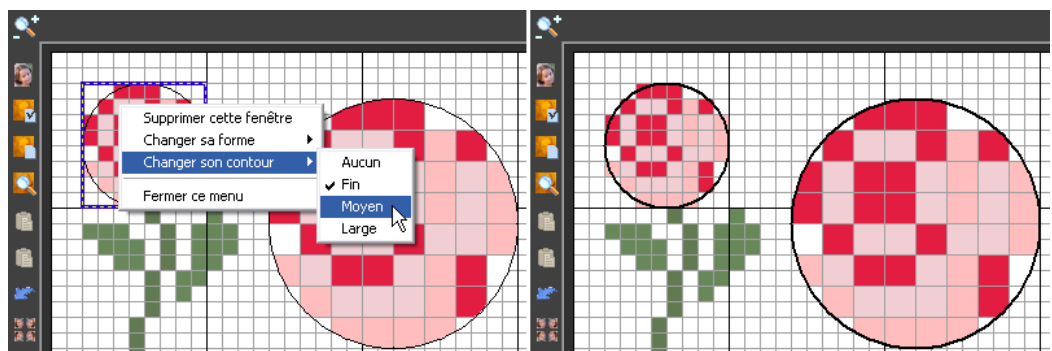 Supprimer cette fenêtre
Changer sa forme
Changer son contour
Fermer ce menu
Aucun
Fin
Moyen
Large